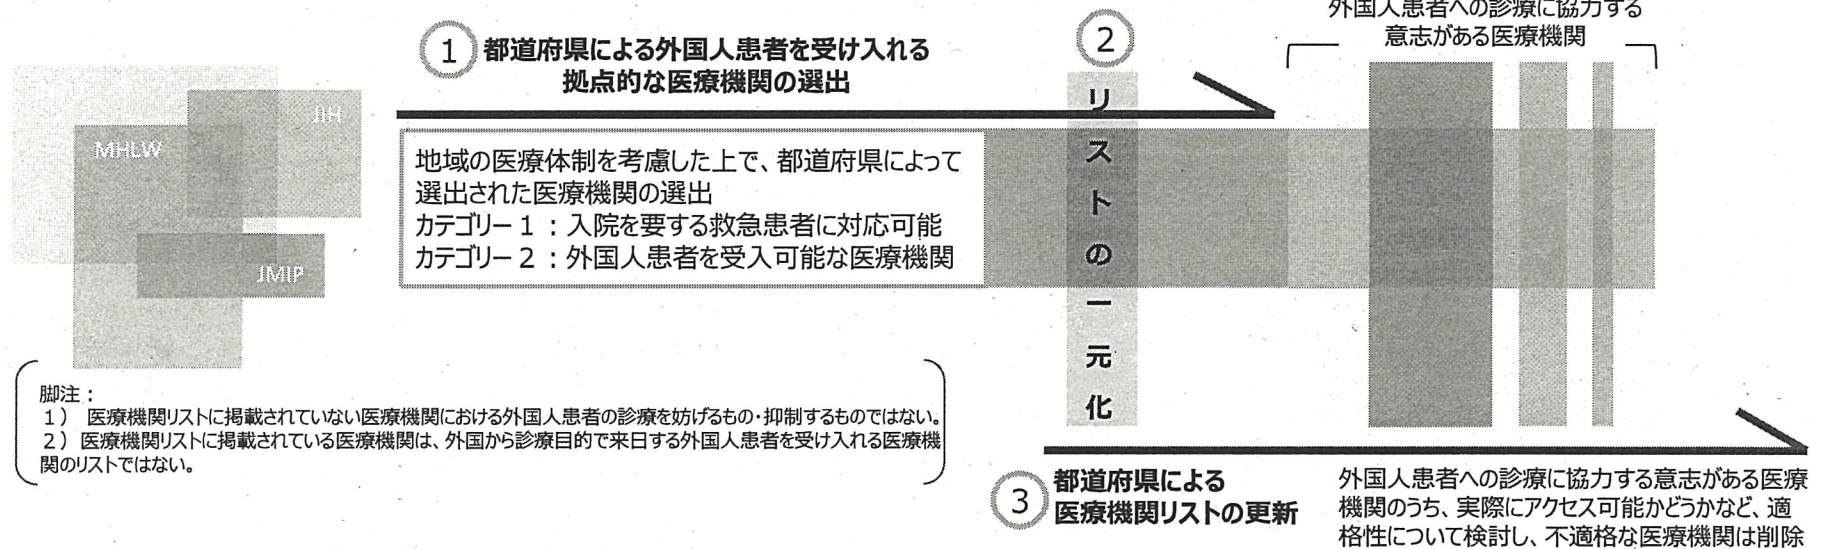 外国人患者への診療に協力する
意志がある医療機関
① 都道府県による外国人患者を受け入れる
拠点的な医療機関の選出
②
リストの一元化
JIH
MHLW
JMIP
地域の医療体制を考慮した上で、都道府県によって
選出された医療機関の選出
カテゴリー1：入院を要する救急患者に対応可能
カテゴリー2：外国人患者を受入可能な医療機関
脚注：
1） 医療機関リストに掲載されていない医療機関における外国人患者の診療を妨げるもの・抑制するものではない。
2）医療機関リストに掲載されている医療機関は、外国から診療目的で来日する外国人患者を受け入れる医療機
関のリストではない。
③ 都道府県による
医療機関リストの更新
外国人患者への診療に協力する意志がある医療
機関のうち、実際にアクセス可能かどうかなど、適
格性について検討し、不適格な医療機関は削除